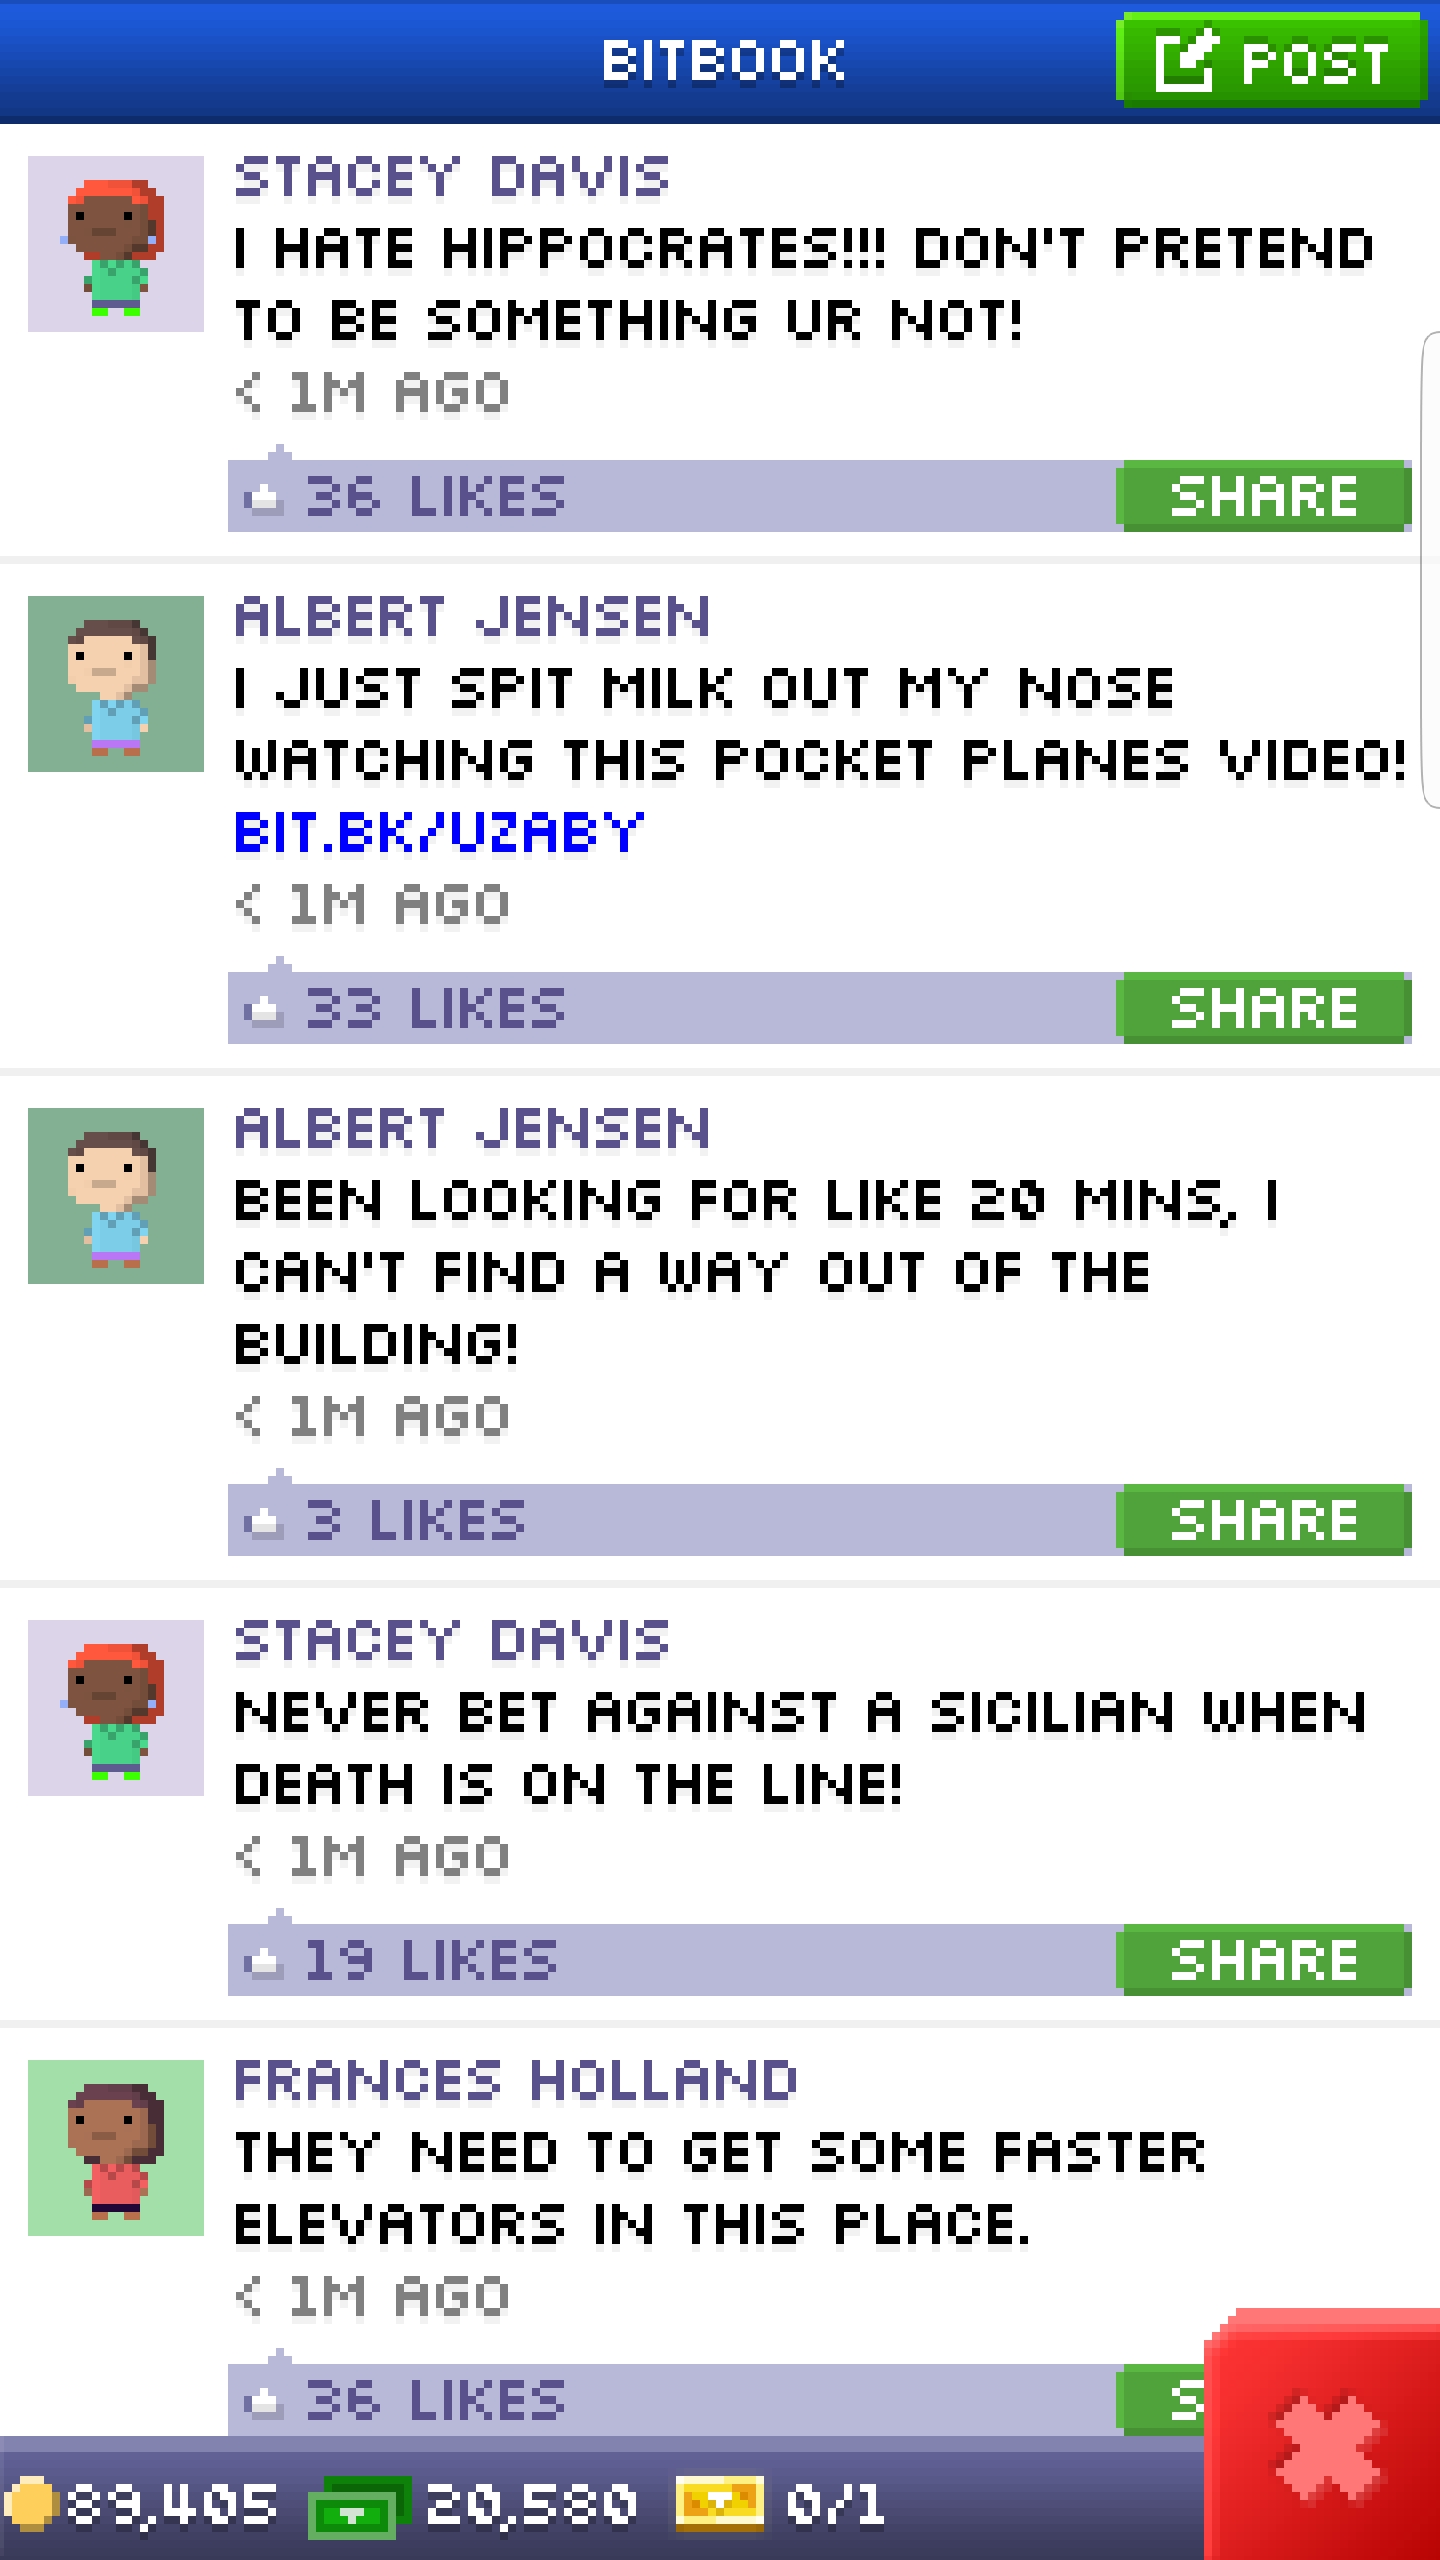 BITBOOK
POST
STACEY DAVIS
I HATE HIPPOCRATES!!! DON'T PRETEND
TO BE SOMETHING UR NOT!
< 1M AGO
36 LIKES
SHARE
ALBERT JENSEN
I JUST SPIT MILK OUT MY NOSE
WATCHING THIS POCKET PLANES VIDEO!
BIT.BK/UZABY
< 1M AGO
33 LIKES
SHARE
ALBERT JENSEN
BEEN LOOKING FOR LIKE 20 MINS, I
CAN'T FIND A WAY OUT OF THE
BUILDING!
< 1M AGO
3 LIKES
SHARE
STACEY DAVIS
NEVER BET AGAINST A SICILIAN WHEN
DEATH IS ON THE LINE!
< 1M AGO
19 LIKES
SHARE
FRANCES HOLLAND
THEY NEED TO GET SOME FASTER
ELEVATORS IN THIS PLACE.
< 1M AGO
36 LIKES
S
89,405
20,580
0/1